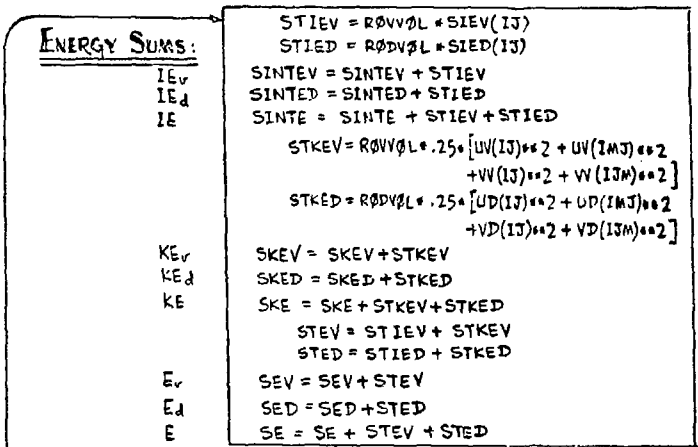 STIEV = RØVVØL * SIEV(IJ)
STIED = RØDVØL * SIED(IJ)
ENERGY SUMS:
IEv SINTEV = SINTEV + STIEV
IEd SINTED = SINTED + STIED
IE SINTE = SINTE + STIEV + STIED
STKEV = RØVVØL * .25 * [UV(IJ)**2 + UV(IMJ)**2
+VV(IJ)**2 + VV(IJM)**2]
STKED = RØDVØL * .25 * [UD(IJ)**2 + UD(IMJ)**2
+VD(IJ)**2 + VD(IJM)**2]
KEv SKEV = SKEV + STKEV
KEd SKED = SKED + STKED
KE SKE = SKE + STKEV + STKED
STEV = STIEV + STKEV
STED = STIED + STKED
Ev SEV = SEV + STEV
Ed SED = SED + STED
E SE = SE + STEV + STED